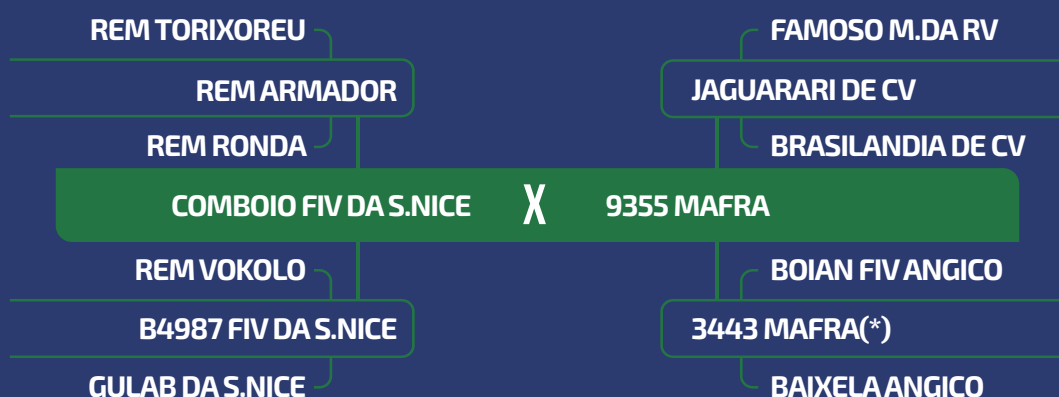 REM TORIXOREU
FAMOSO M.DA RV
REM ARMADOR
JAGUARARI DE CV
REM RONDA
BRASILANDIA DE CV
COMBOIO FIV DA S.NICE X 9355 MAFRA
REM VOKOLO
BOIAN FIV ANGICO
B4987 FIV DA S.NICE
3443 MAFRA(*)
GULAB DA S.NICE
BAIXELA ANGICO